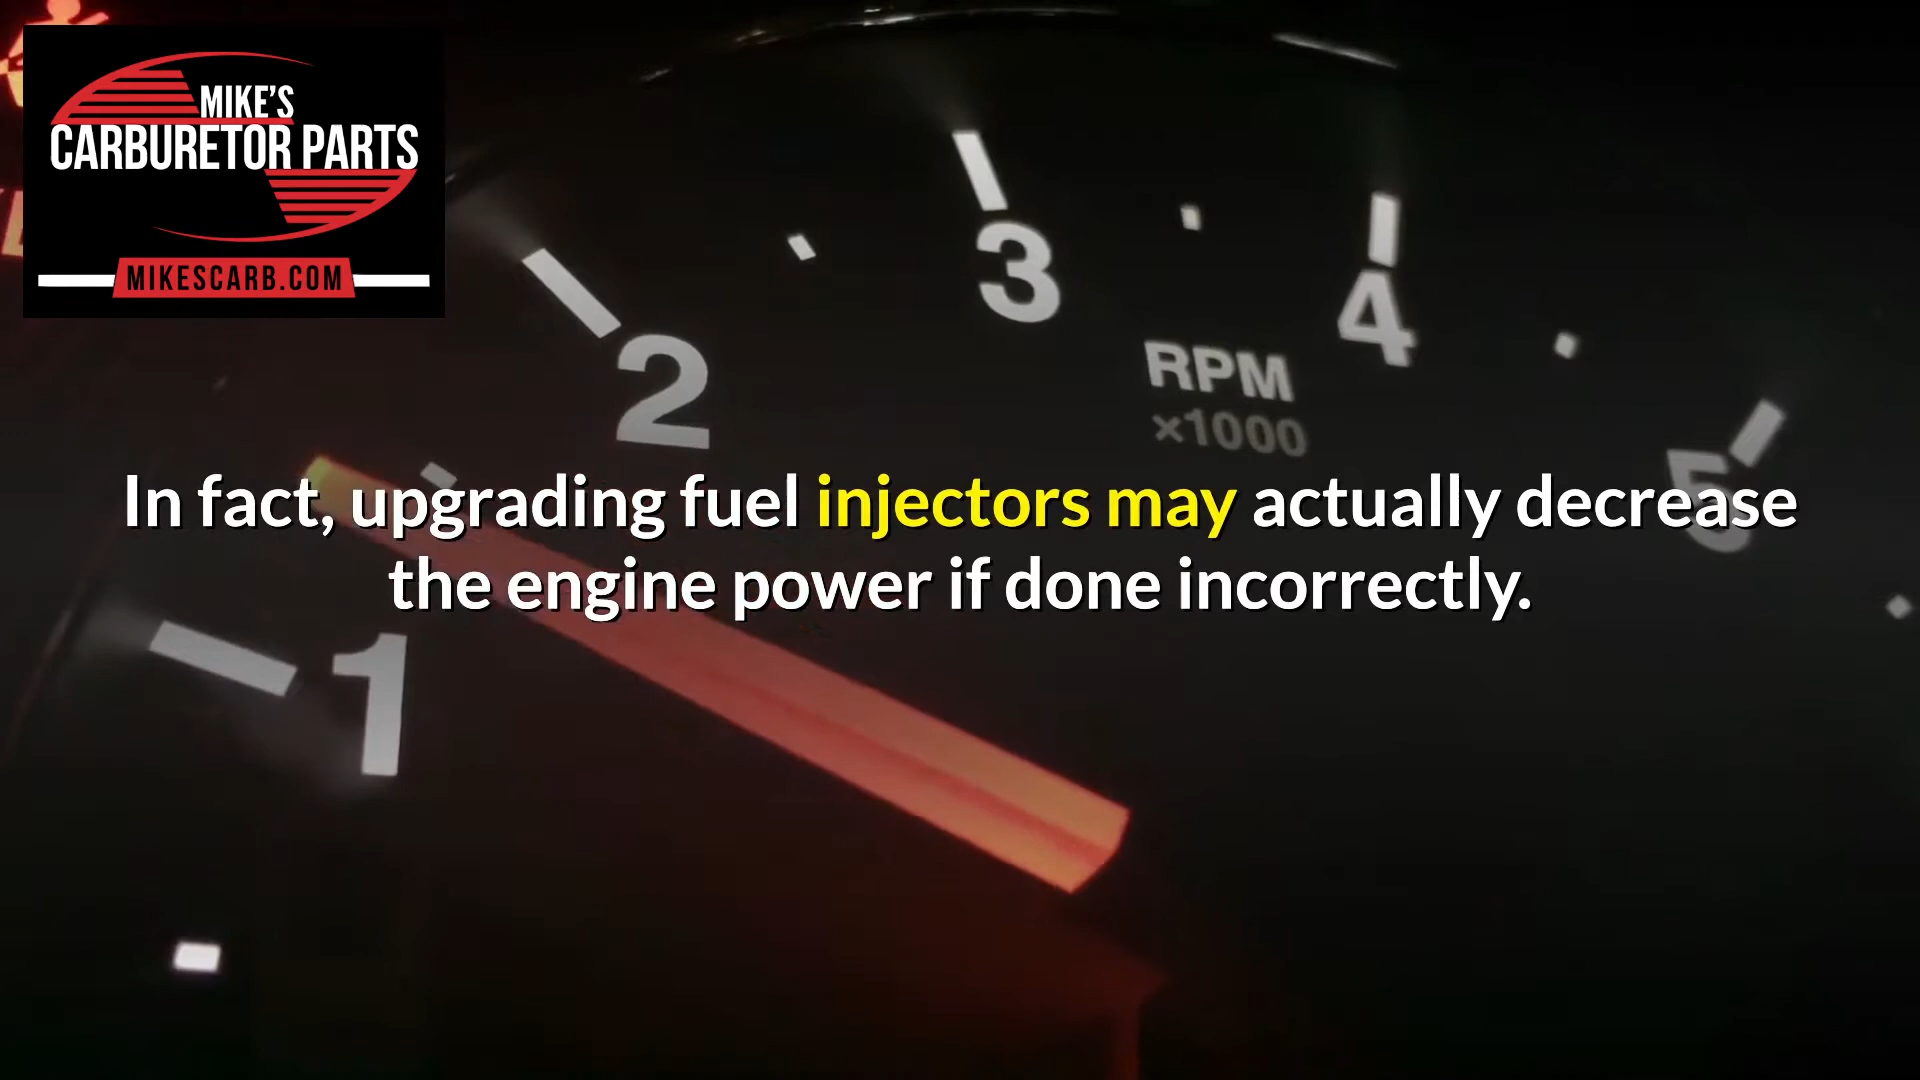 MIKE'S
CARBURETOR PARTS
MIKESCARB.COM
3
4
2
RPM
×1000
5
In fact, upgrading fuel injectors may actually decrease
the engine power if done incorrectly.
1